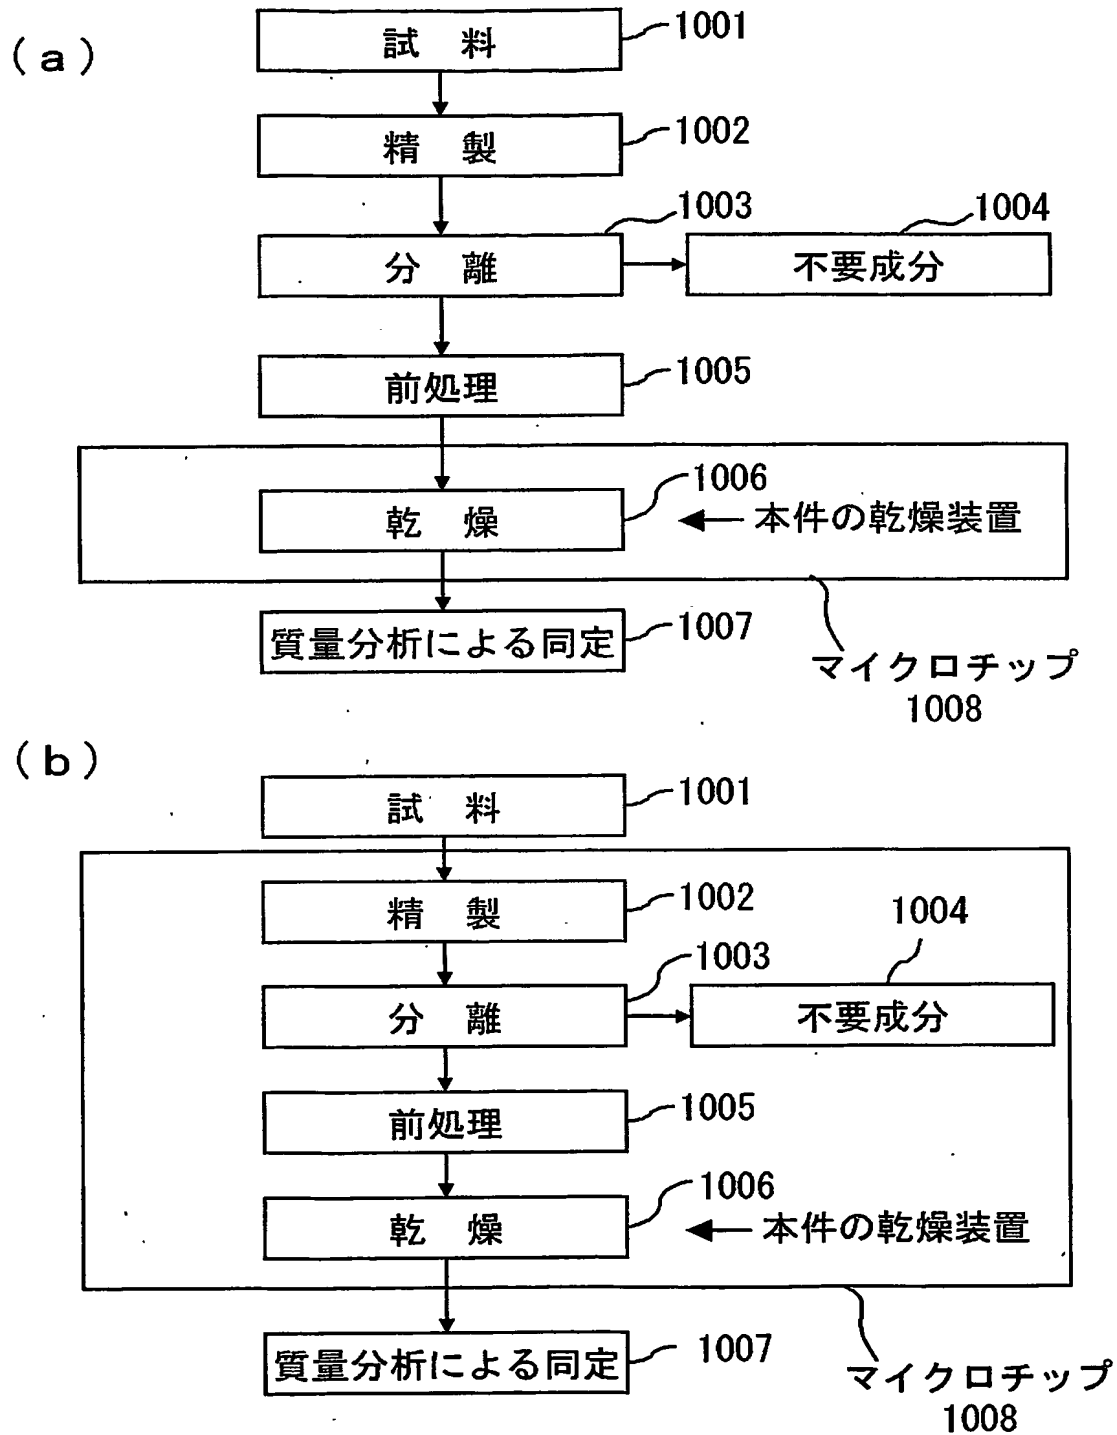 (a)
試 料
1001
精 製
1002
分 離
1003
不要成分
1004
前処理
1005
乾 燥
1006
本件の乾燥装置
質量分析による同定
1007
マイクロチップ
1008
(b)
試 料
1001
精 製
1002
分 離
1003
不要成分
1004
前処理
1005
乾 燥
1006
本件の乾燥装置
質量分析による同定
1007
マイクロチップ
1008